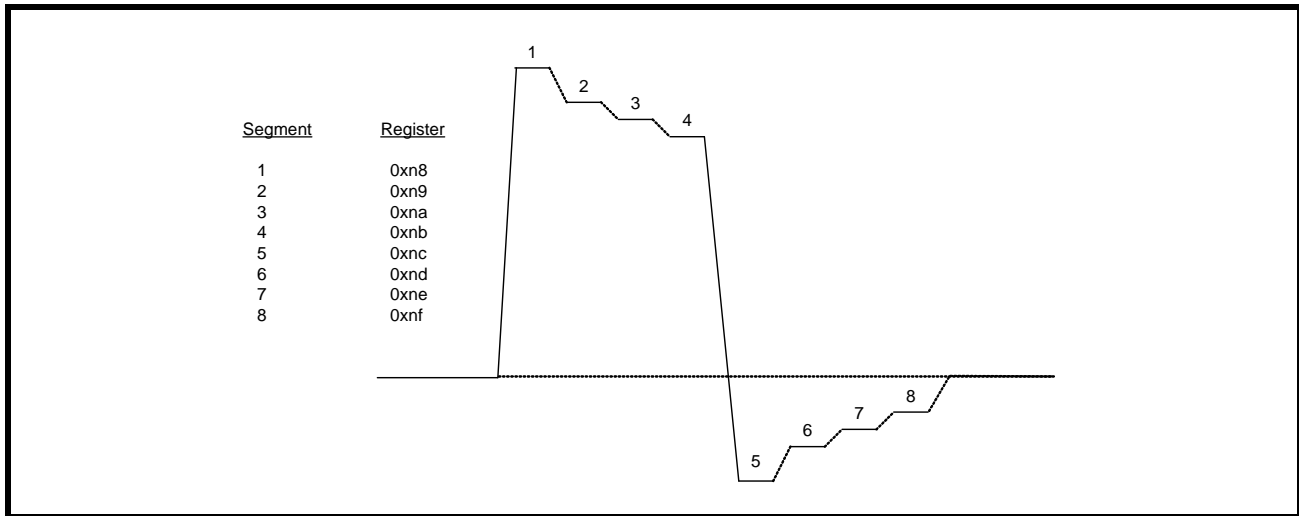 Segment Register
1 0xn8
2 0xn9
3 0xna
4 0xnb
5 0xnc
6 0xnd
7 0xne
8 0xnf
1
2
3
4
5
6
7
8